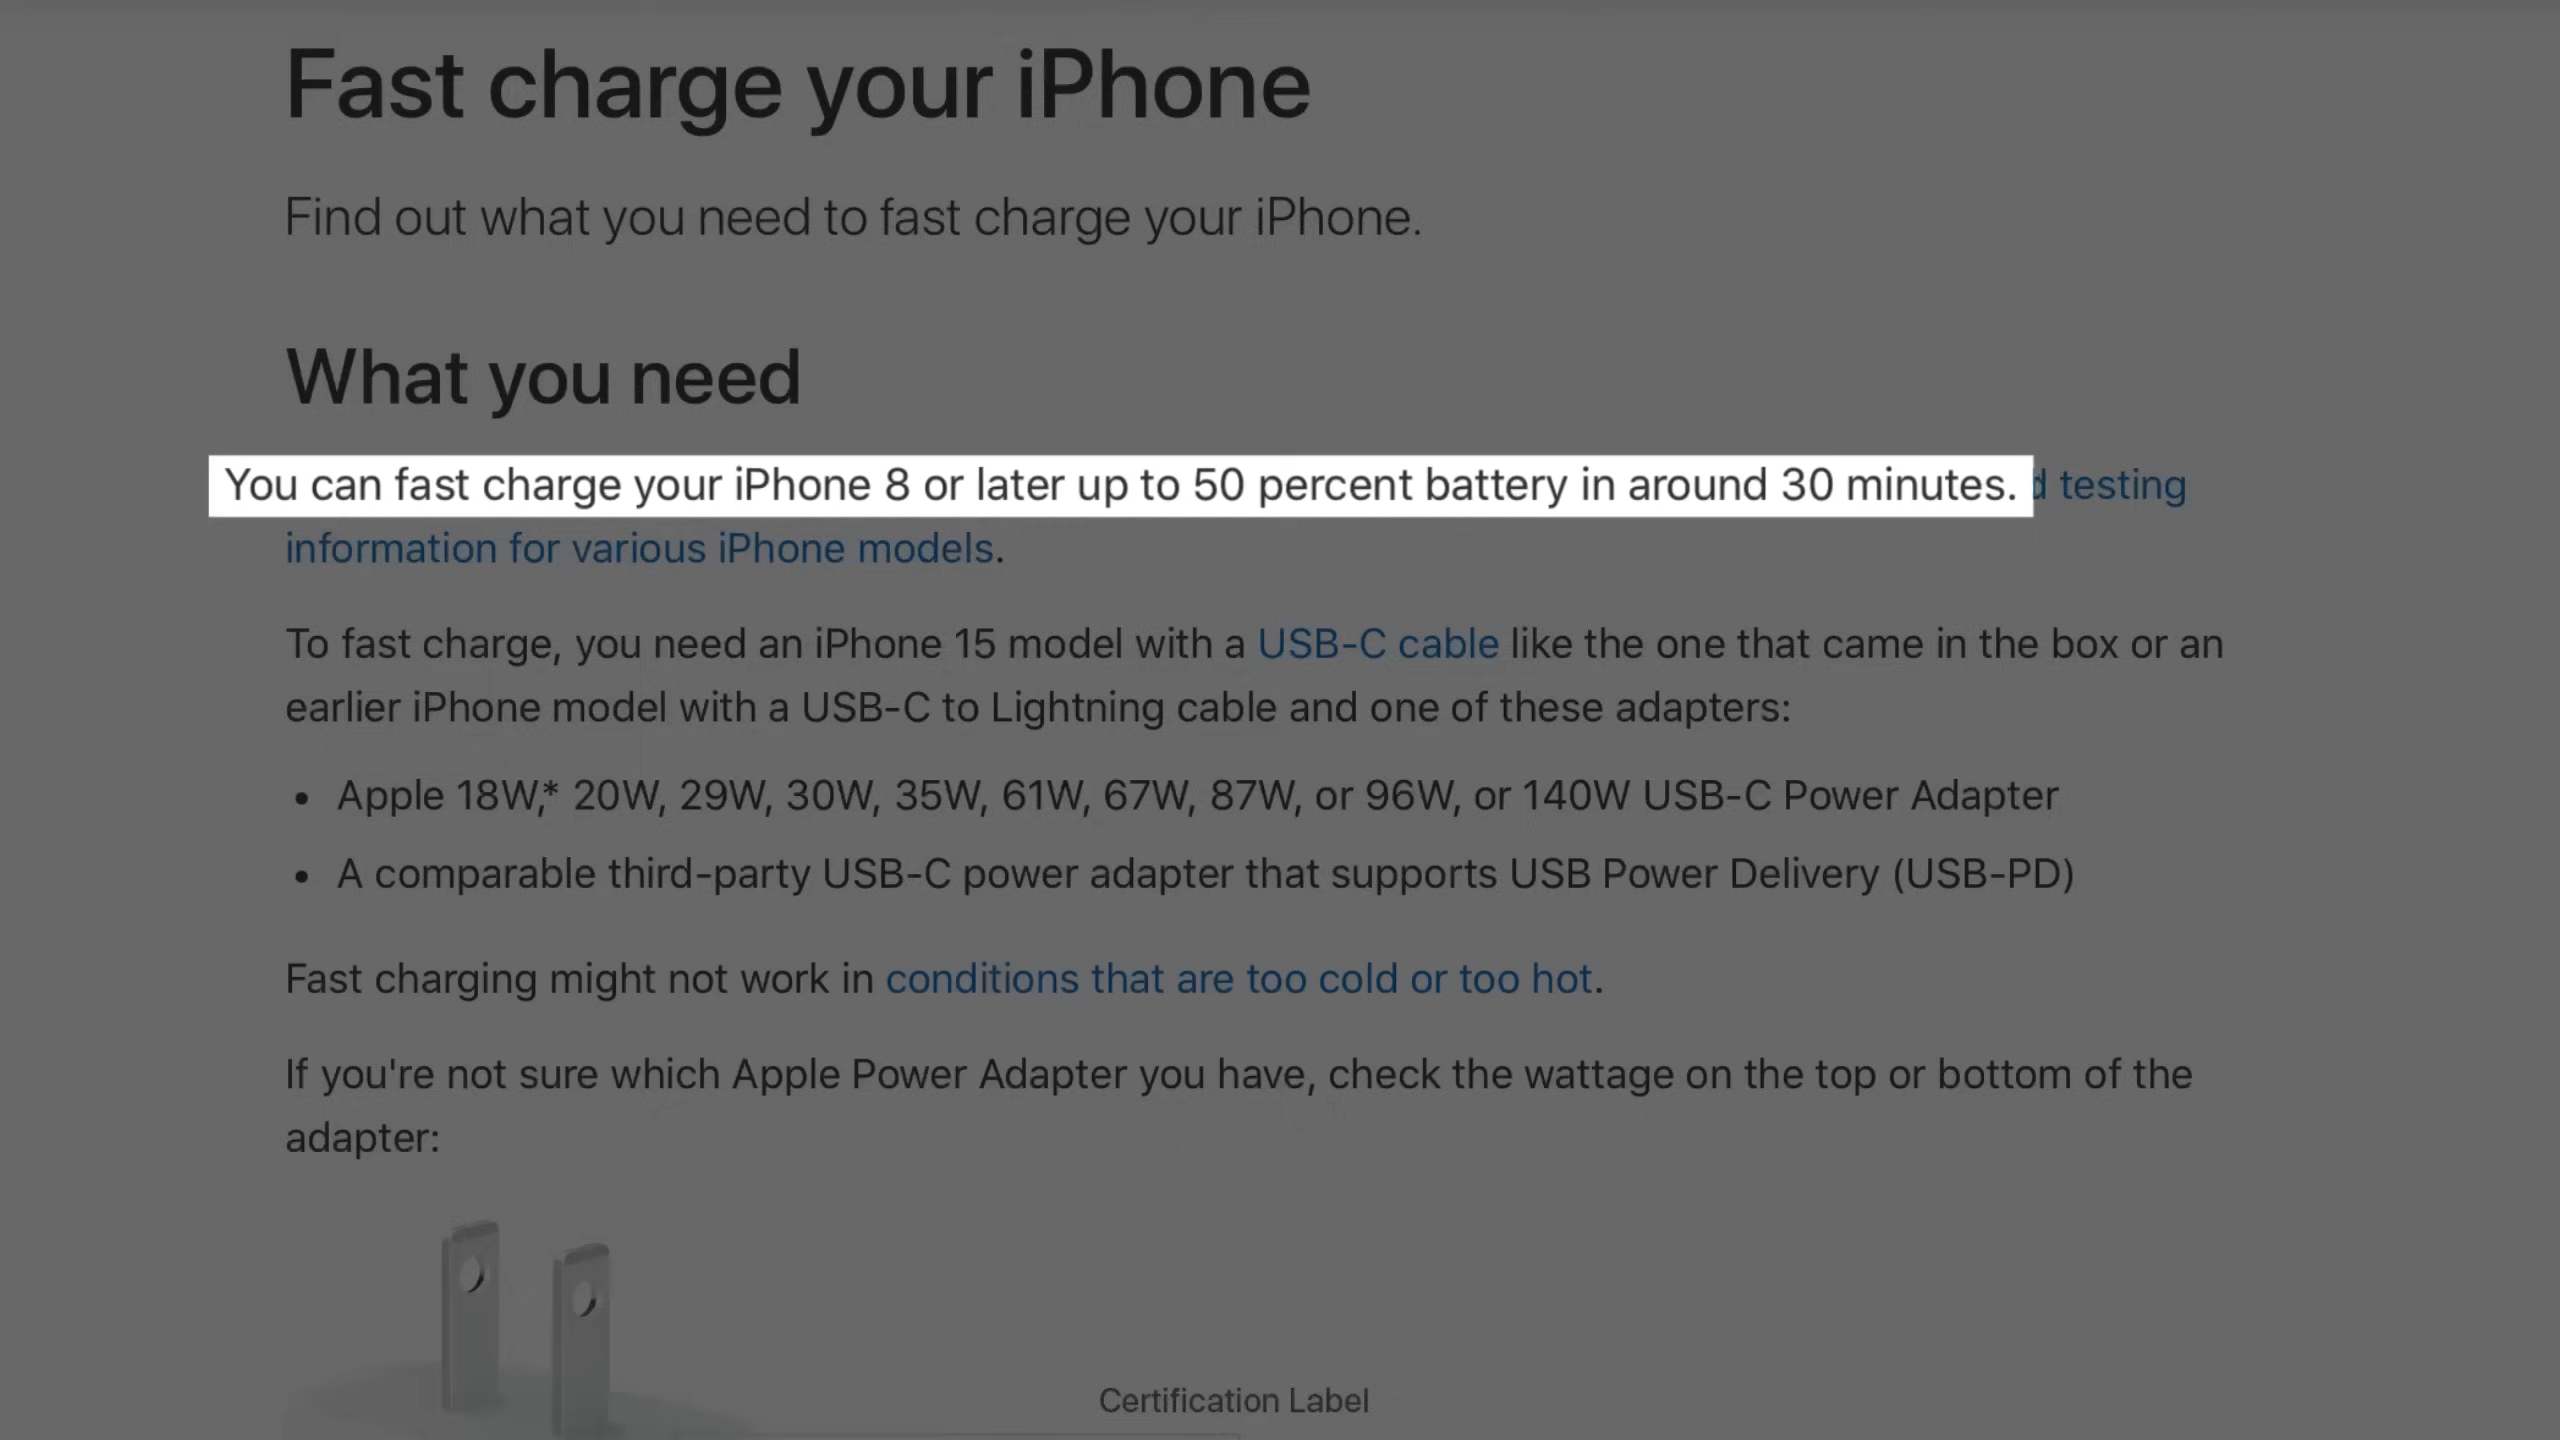 Fast charge your iPhone
Find out what you need to fast charge your iPhone.
What you need
You can fast charge your iPhone 8 or later up to 50 percent battery in around 30 minutes. testing
information for various iPhone models.
To fast charge, you need an iPhone 15 model with a USB-C cable like the one that came in the box or an
earlier iPhone model with a USB-C to Lightning cable and one of these adapters:
• Apple 18W,* 20W, 29W, 30W, 35W, 61W, 67W, 87W, or 96W, or 140W USB-C Power Adapter
• A comparable third-party USB-C power adapter that supports USB Power Delivery (USB-PD)
Fast charging might not work in conditions that are too cold or too hot.
If you're not sure which Apple Power Adapter you have, check the wattage on the top or bottom of the
adapter:
Certification Label